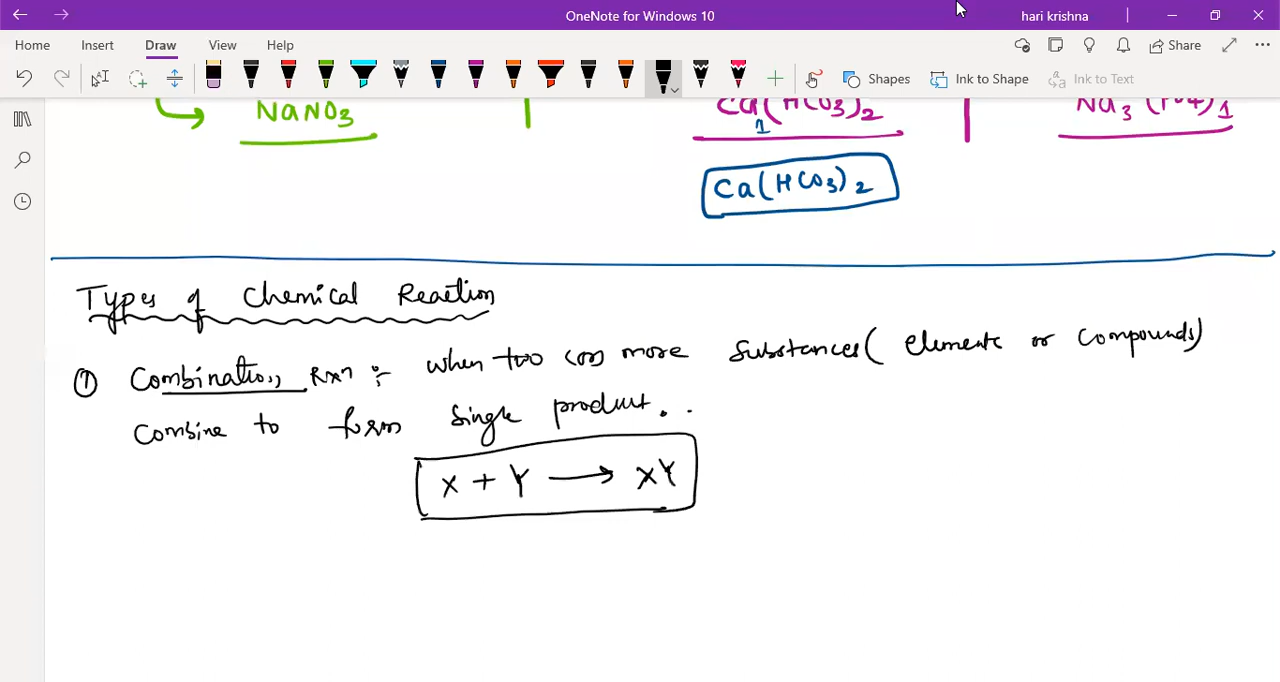 OneNote for Windows 10
hari krishna
Home Insert Draw View Help
Share
Shapes Ink to Shape Ink to Text
NaNO3
Ca(HCO3)2
1
Na3(PO4)1
Ca(HCO3)2
Types of Chemical Reaction
① Combination Rxn :- when two (or) more substances( elements or compounds)
combine to form single product..
X + Y → XY